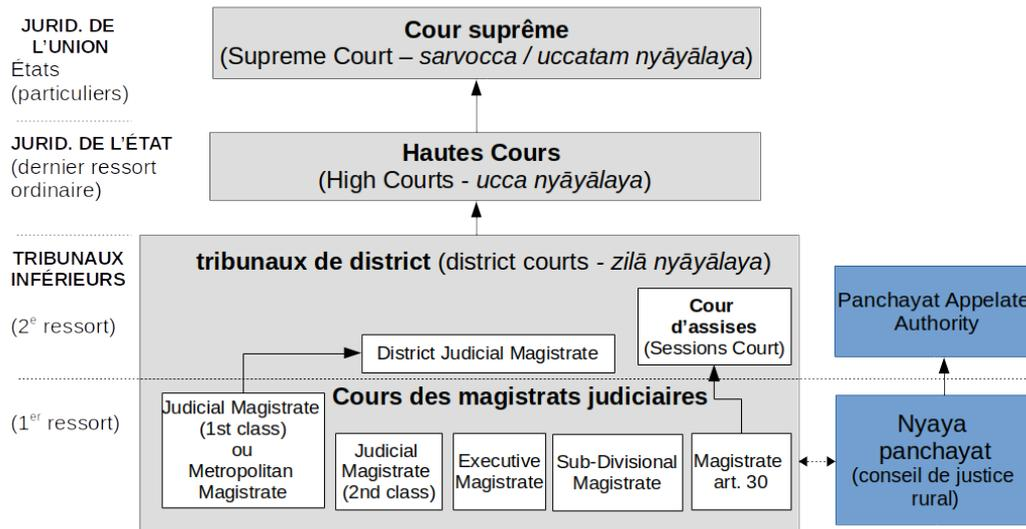 JURID. DE
L’UNION
États
(particuliers)
Cour suprême
(Supreme Court – sarvocca / uccatam nyāyālaya)
JURID. DE L’ÉTAT
(dernier ressort
ordinaire)
Hautes Cours
(High Courts - ucca nyāyālaya)
TRIBUNAUX
INFÉRIEURS
(2e ressort)
tribunaux de district (district courts - zilā nyāyālaya)
Cour
d’assises
(Sessions Court)
District Judicial Magistrate
Panchayat Appelate
Authority
(1er ressort)
Cours des magistrats judiciaires
Judicial Magistrate
(1st class)
ou
Metropolitan
Magistrate
Judicial
Magistrate
(2nd class)
Executive
Magistrate
Sub-Divisional
Magistrate
Magistrate
art. 30
Nyaya
panchayat
(conseil de justice
rural)